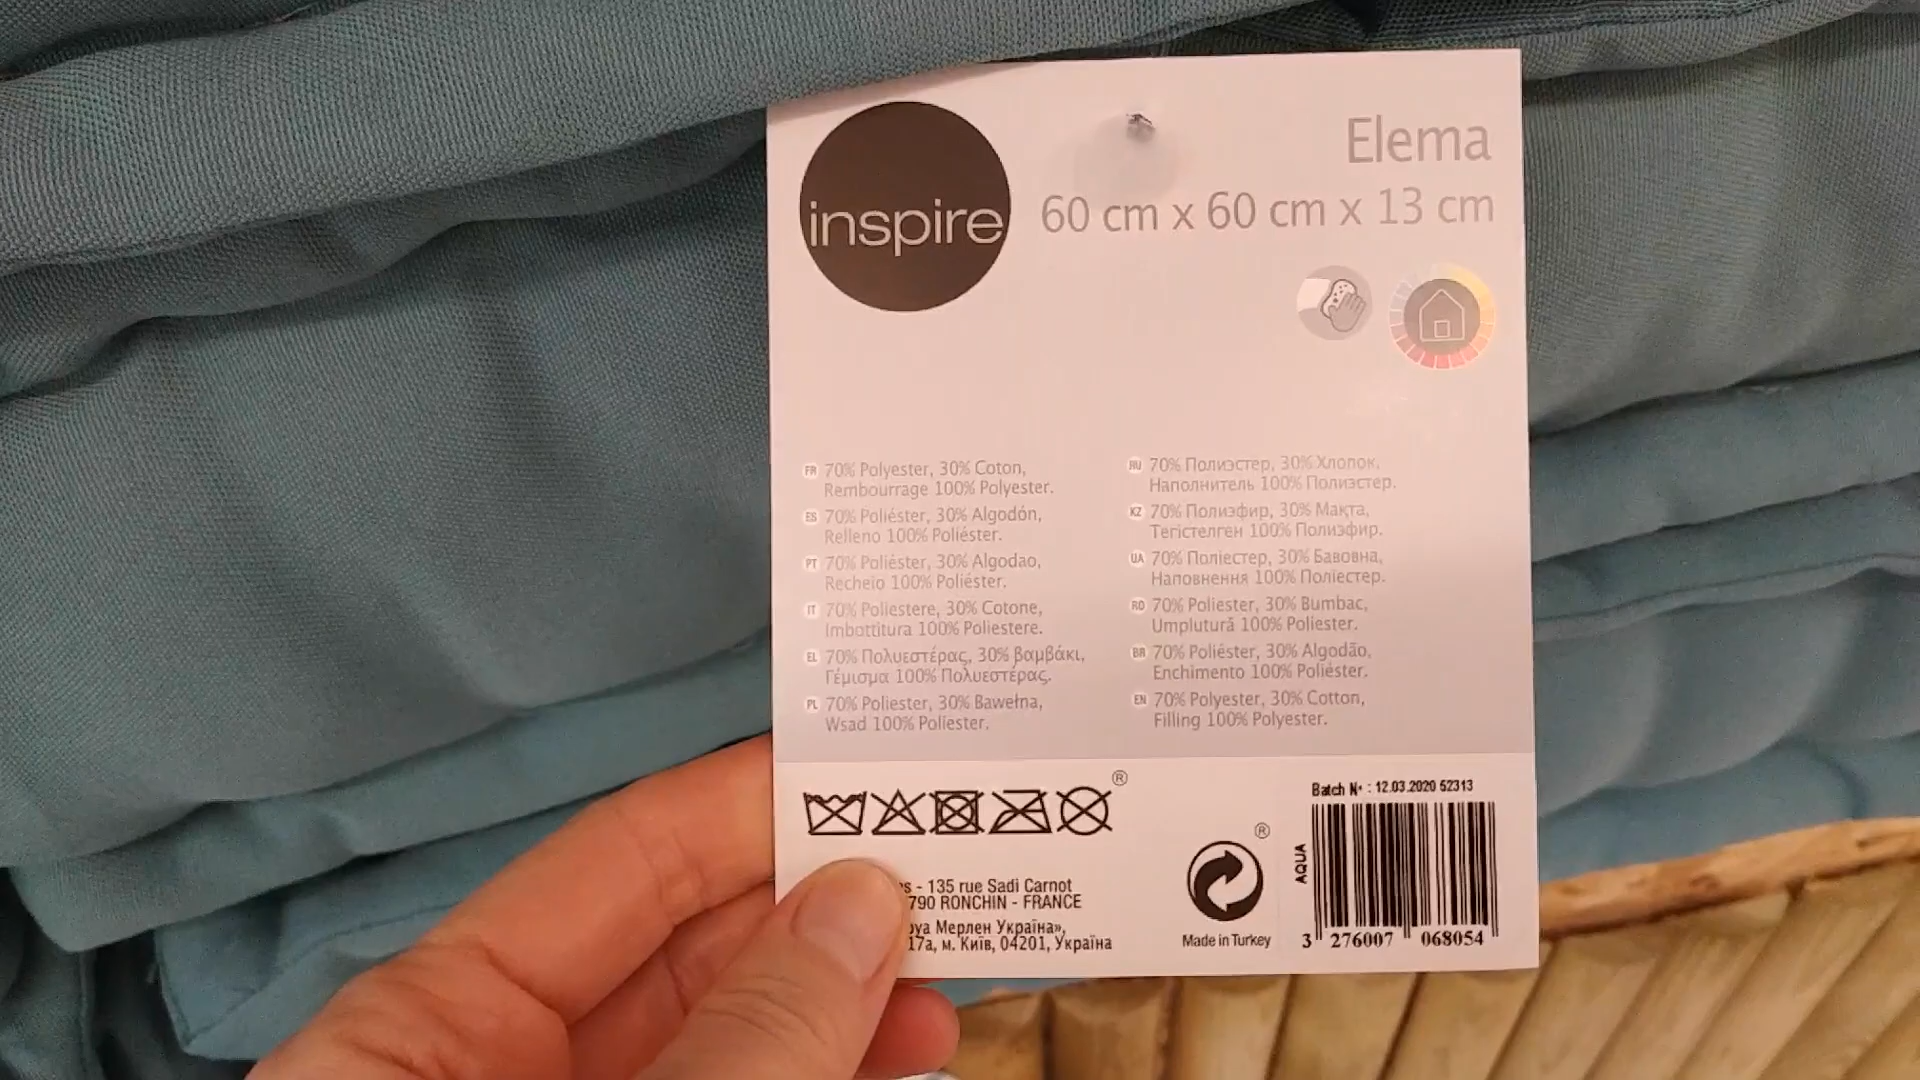 inspire
Elema
60 cm x 60 cm x 13 cm
FR 70% Polyester, 30% Coton,
Rembourrage 100% Polyester.
ES 70% Poliéster, 30% Algodón,
Relleno 100% Poliéster.
PT 70% Poliéster, 30% Algodao,
Recheio 100% Poliéster.
IT 70% Poliestere, 30% Cotone,
Imbottitura 100% Poliestere.
EL 70% Πολυεστέρας, 30% βαμβάκι,
Γέμισμα 100% Πολυεστέρας.
PL 70% Poliester, 30% Bawełna,
Wsad 100% Poliester.
RU 70% Полиэстер, 30% Хлопок,
Наполнитель 100% Полиэстер.
KZ 70% Полиэфир, 30% Мақта,
Тегістелген 100% Полиэфир.
UA 70% Поліестер, 30% Бавовна,
Наповнення 100% Поліестер.
RO 70% Poliester, 30% Bumbac,
Umplutură 100% Poliester.
BR 70% Poliéster, 30% Algodão,
Enchimento 100% Poliéster.
EN 70% Polyester, 30% Cotton,
Filling 100% Polyester.
®
- 135 rue Sadi Carnot
790 RONCHIN - FRANCE
Мерлен Україна»,
17а, м. Київ, 04201, Україна
®
Made in Turkey
Batch N° : 12.03.2020 52313
AQUA
3 276007 068054